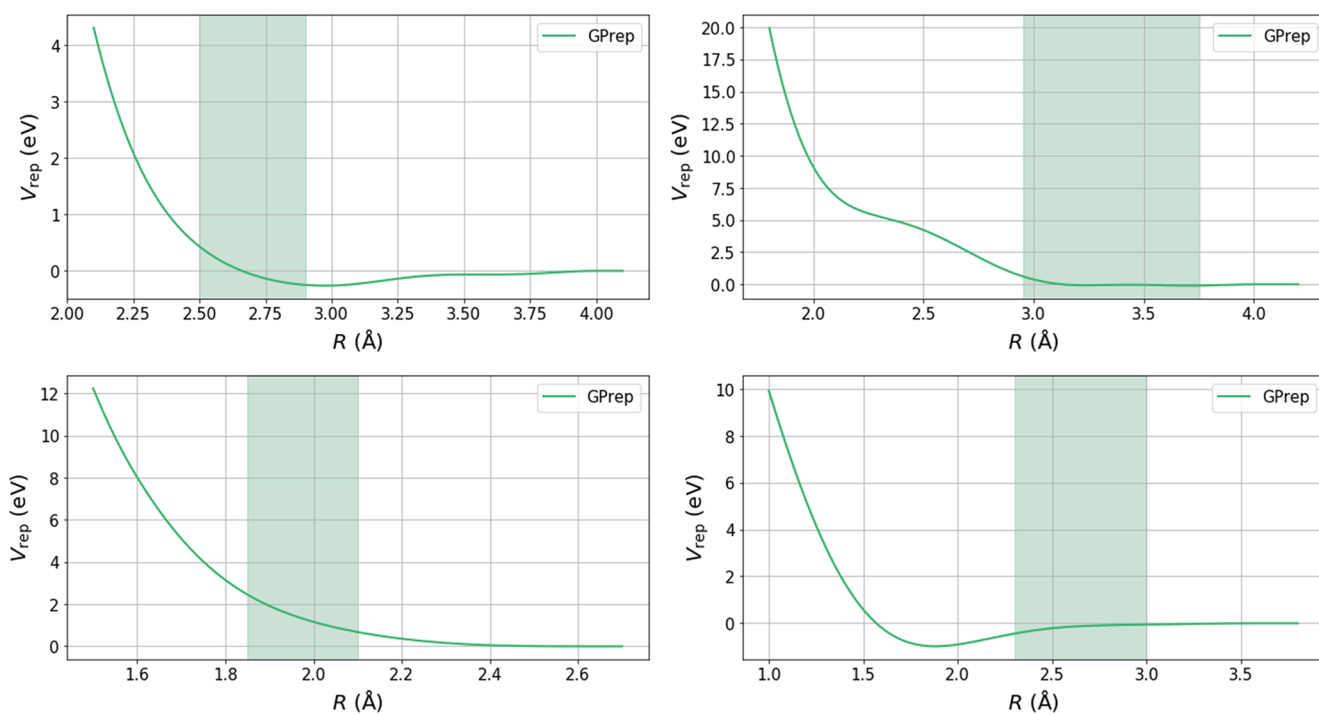 GPrep
4
3
2
1
0
V_rep (eV)
2.00 2.25 2.50 2.75 3.00 3.25 3.50 3.75 4.00
R (Å)
GPrep
20.0
17.5
15.0
12.5
10.0
7.5
5.0
2.5
0.0
V_rep (eV)
2.0 2.5 3.0 3.5 4.0
R (Å)
GPrep
12
10
8
6
4
2
0
V_rep (eV)
1.6 1.8 2.0 2.2 2.4 2.6
R (Å)
GPrep
10
8
6
4
2
0
V_rep (eV)
1.0 1.5 2.0 2.5 3.0 3.5
R (Å)